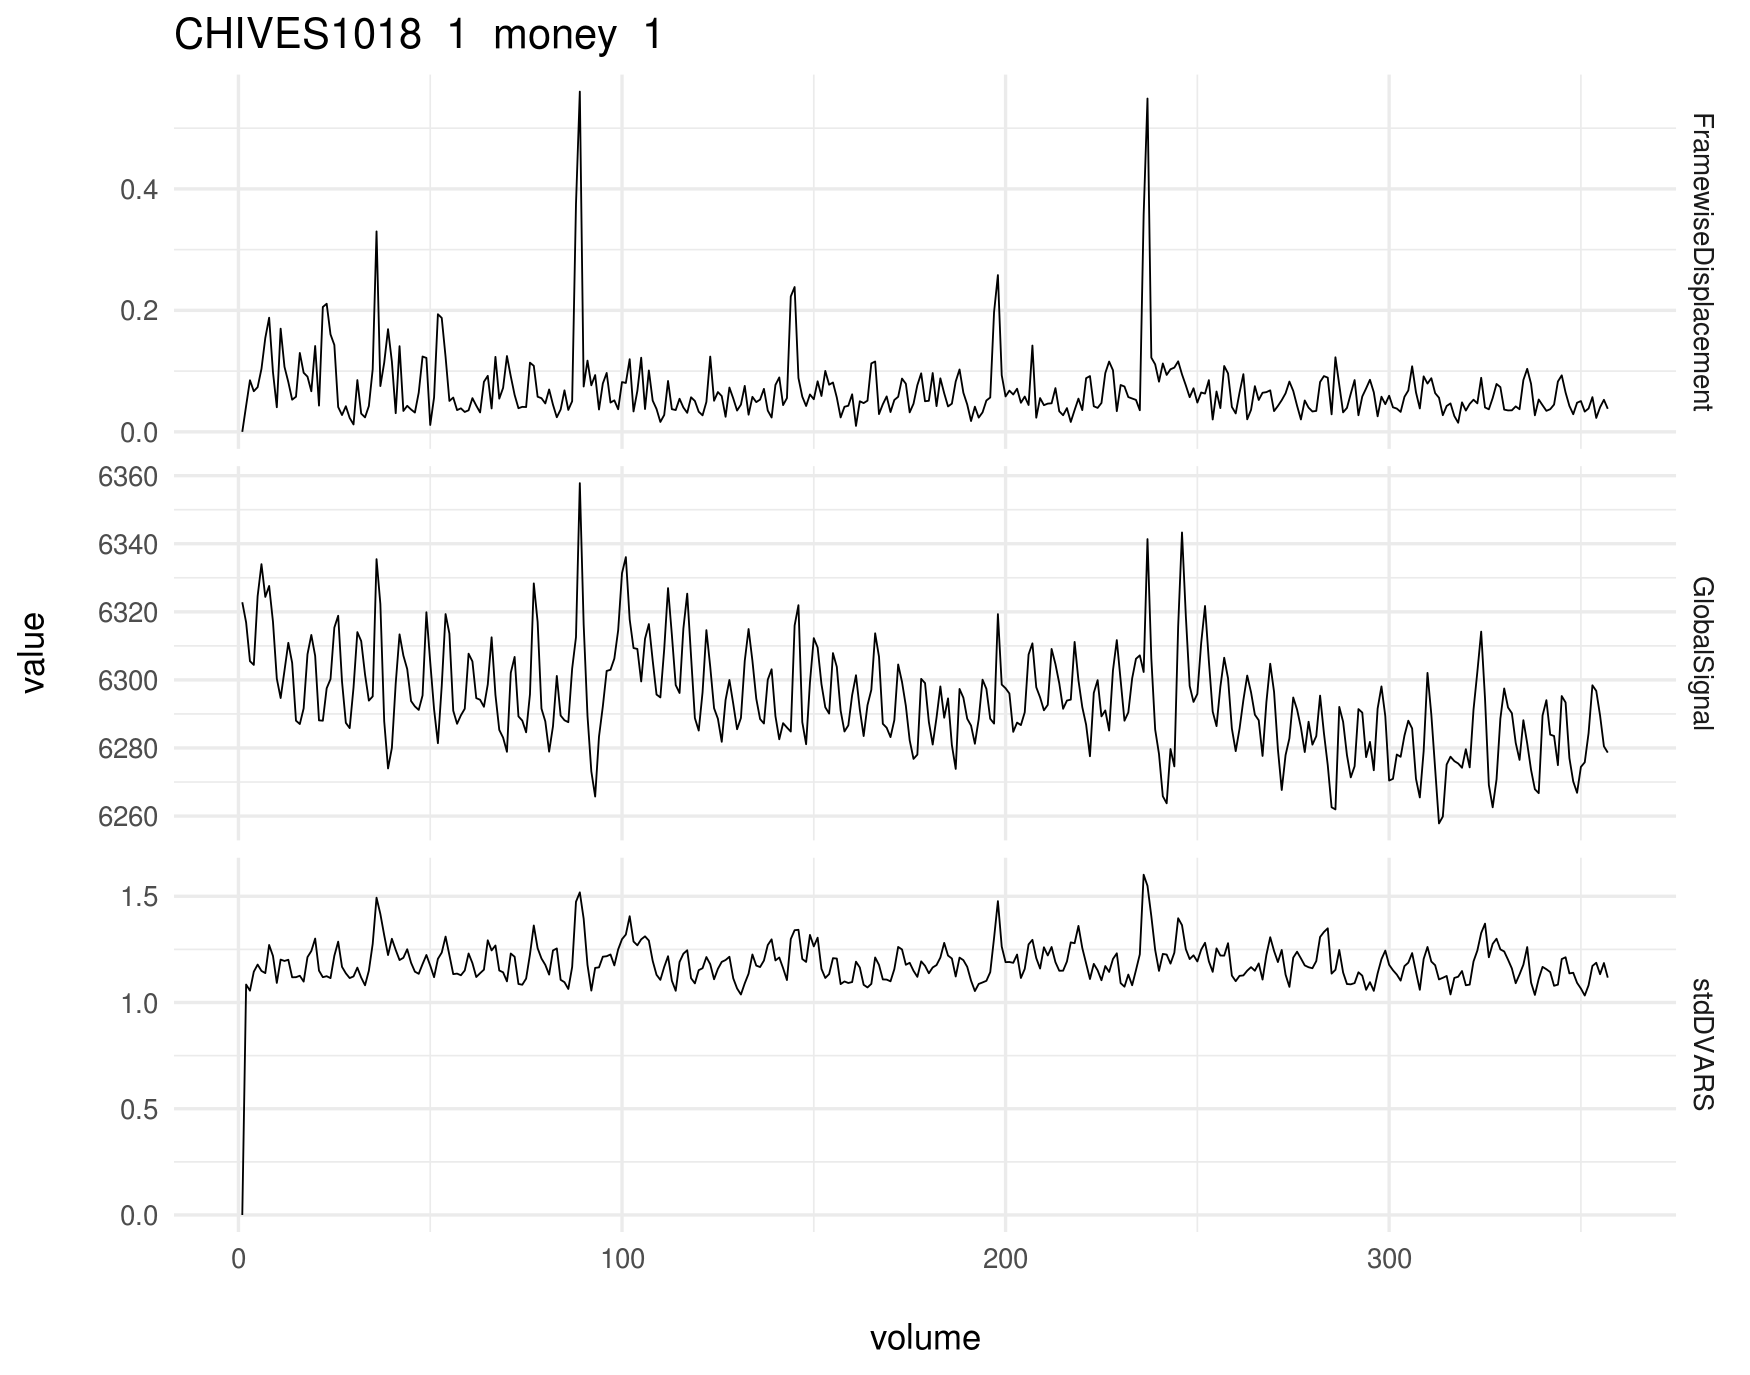 CHIVES1018 1 money 1
0.4
0.2
0.0
FramewiseDisplacement
6360
6340
6320
6300
6280
6260
GlobalSignal
value
1.5
1.0
0.5
0.0
stdDVARS
0 100 200 300
volume